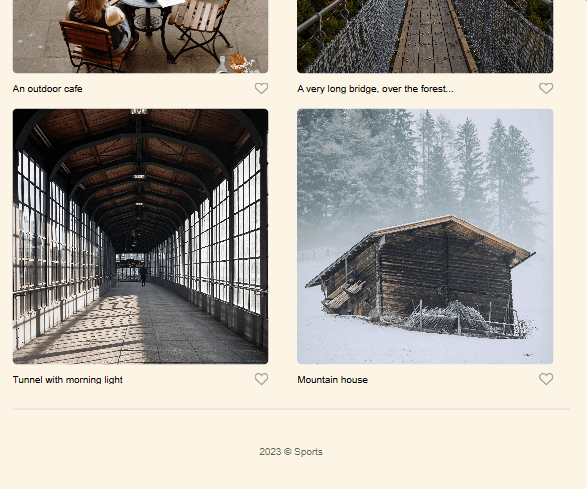 An outdoor cafe
A very long bridge, over the forest...
Tunnel with morning light
Mountain house
2023 © Sports